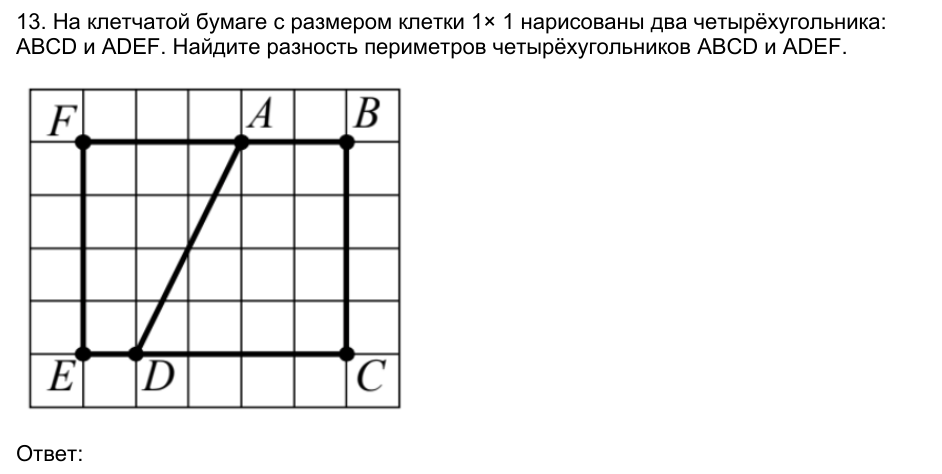 13. На клетчатой бумаге с размером клетки 1× 1 нарисованы два четырёхугольника:
ABCD и ADEF. Найдите разность периметров четырёхугольников ABCD и ADEF.
F A B
E D C
Ответ: